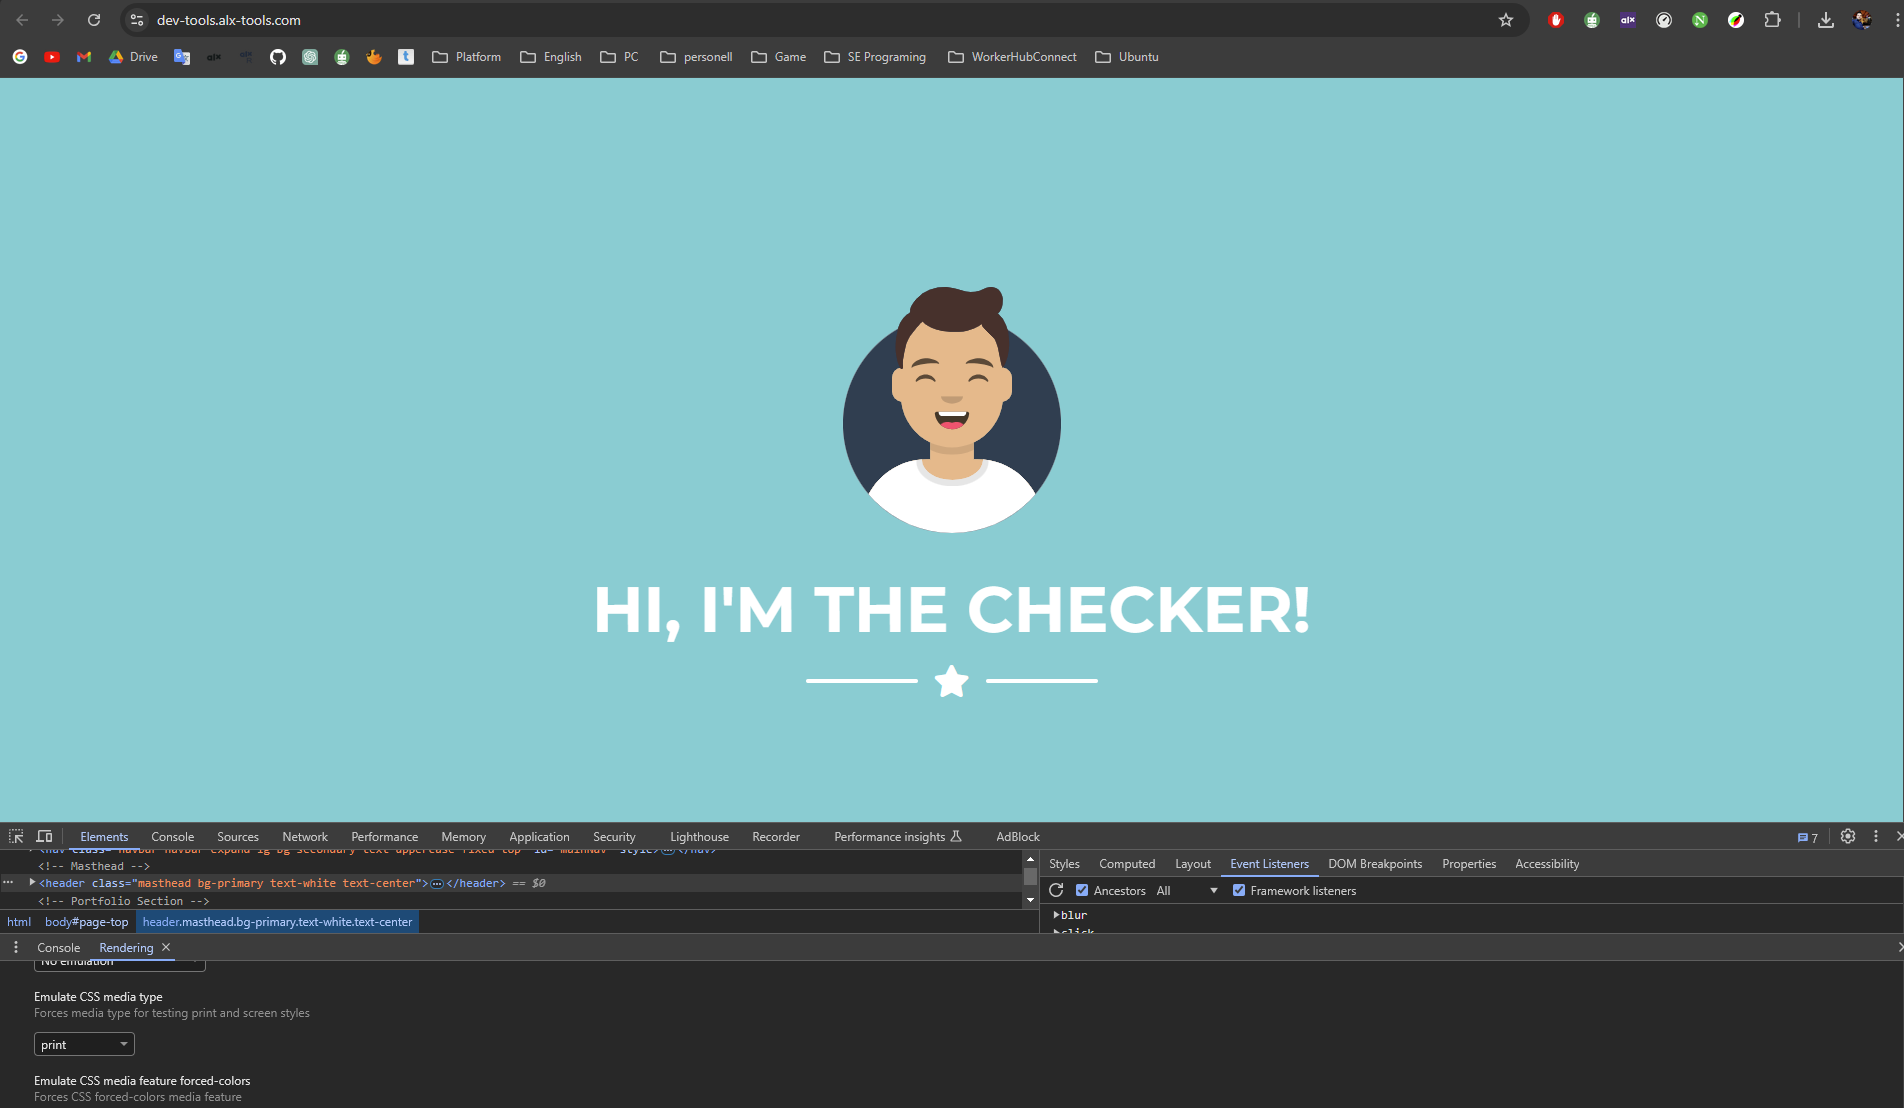 dev-tools.alx-tools.com
Drive
alx
Platform
English
PC
personell
Game
SE Programing
WorkerHubConnect
Ubuntu
HI, I'M THE CHECKER!
Elements
Console
Sources
Network
Performance
Memory
Application
Security
Lighthouse
Recorder
Performance insights
AdBlock
7
<nav class="navbar navbar-expand-lg bg-secondary text-uppercase fixed-top" id="mainNav" style>…</nav>
<!-- Masthead -->
<header class="masthead bg-primary text-white text-center">…</header> == $0
<!-- Portfolio Section -->
html
body#page-top
header.masthead.bg-primary.text-white.text-center
Styles
Computed
Layout
Event Listeners
DOM Breakpoints
Properties
Accessibility
Ancestors
All
Framework listeners
blur
click
Console
Rendering
No emulation
Emulate CSS media type
Forces media type for testing print and screen styles
print
Emulate CSS media feature forced-colors
Forces CSS forced-colors media feature